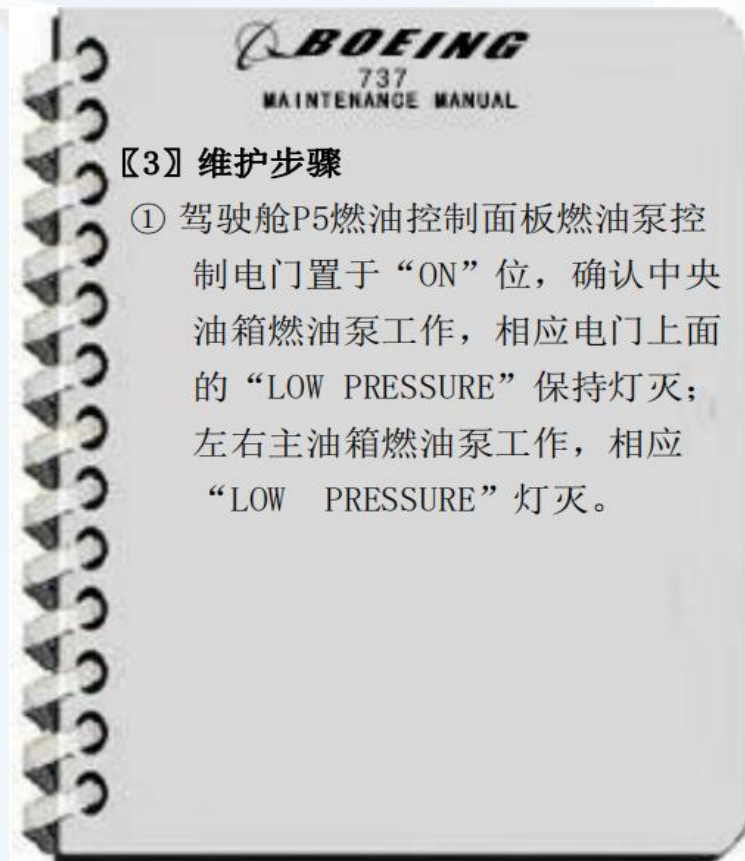 BOEING
737
MAINTENANCE MANUAL
〖3〗维护步骤
① 驾驶舱P5燃油控制面板燃油泵控
制电门置于“ON”位，确认中央
油箱燃油泵工作，相应电门上面
的“LOW PRESSURE”保持灯灭；
左右主油箱燃油泵工作，相应
“LOW PRESSURE”灯灭。